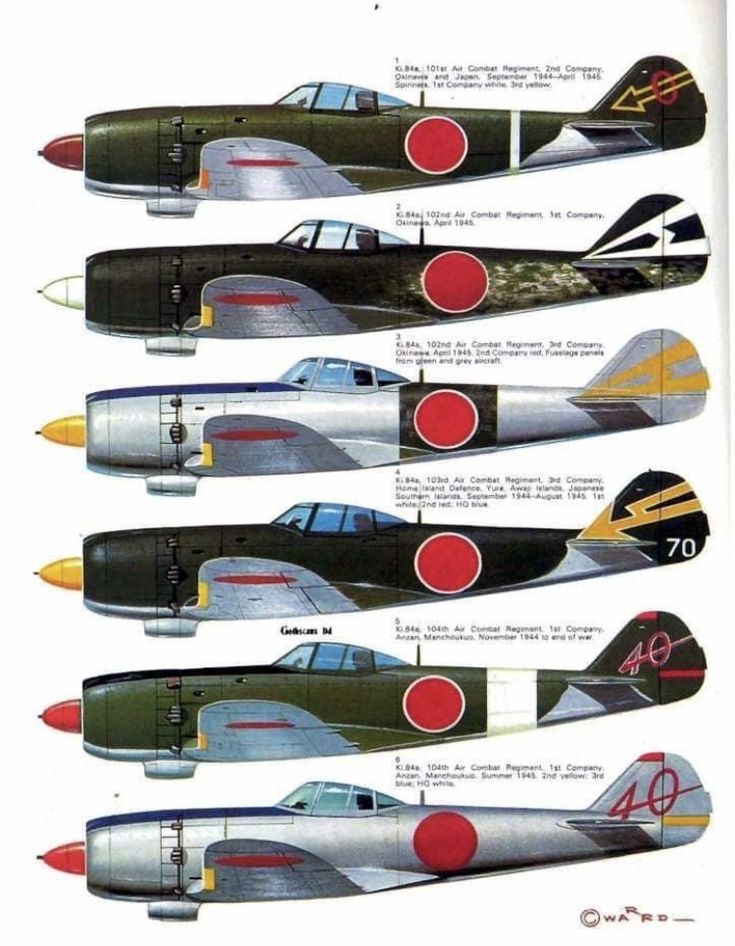 1
Ki.84a, 101st Air Combat Regiment, 2nd Company,
Okinawa and Japan, September 1944—April 1945.
Spinners, 1st Company white, 3rd yellow.
2
Ki.84a, 102nd Air Combat Regiment, 1st Company,
Okinawa, April 1945.
3
Ki.84a, 102nd Air Combat Regiment, 3rd Company,
Okinawa, April 1945. 2nd Company red. Fuselage panels
from green and grey aircraft.
4
Ki.84a, 103rd Air Combat Regiment, 3rd Company,
Home Island Defence, Yura, Awaji Islands, Japanese
Southern Islands, September 1944—August 1945. 1st
white; 2nd red; HQ blue.
70
5
Ki.84a, 104th Air Combat Regiment, 1st Company,
Anzan, Manchoukuo, November 1944 to end of war.
Gothscans
40
6
Ki.84a, 104th Air Combat Regiment, 1st Company,
Anzan, Manchoukuo. Summer 1945. 2nd yellow; 3rd
blue; HQ white.
40
© WARD